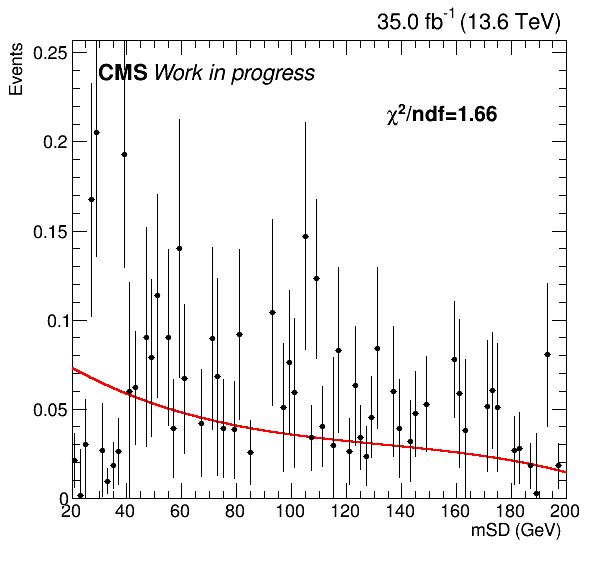 35.0 fb⁻¹ (13.6 TeV)
Events
CMS Work in progress
χ²/ndf=1.66
0.25
0.2
0.15
0.1
0.05
0
20 40 60 80 100 120 140 160 180 200
mSD (GeV)